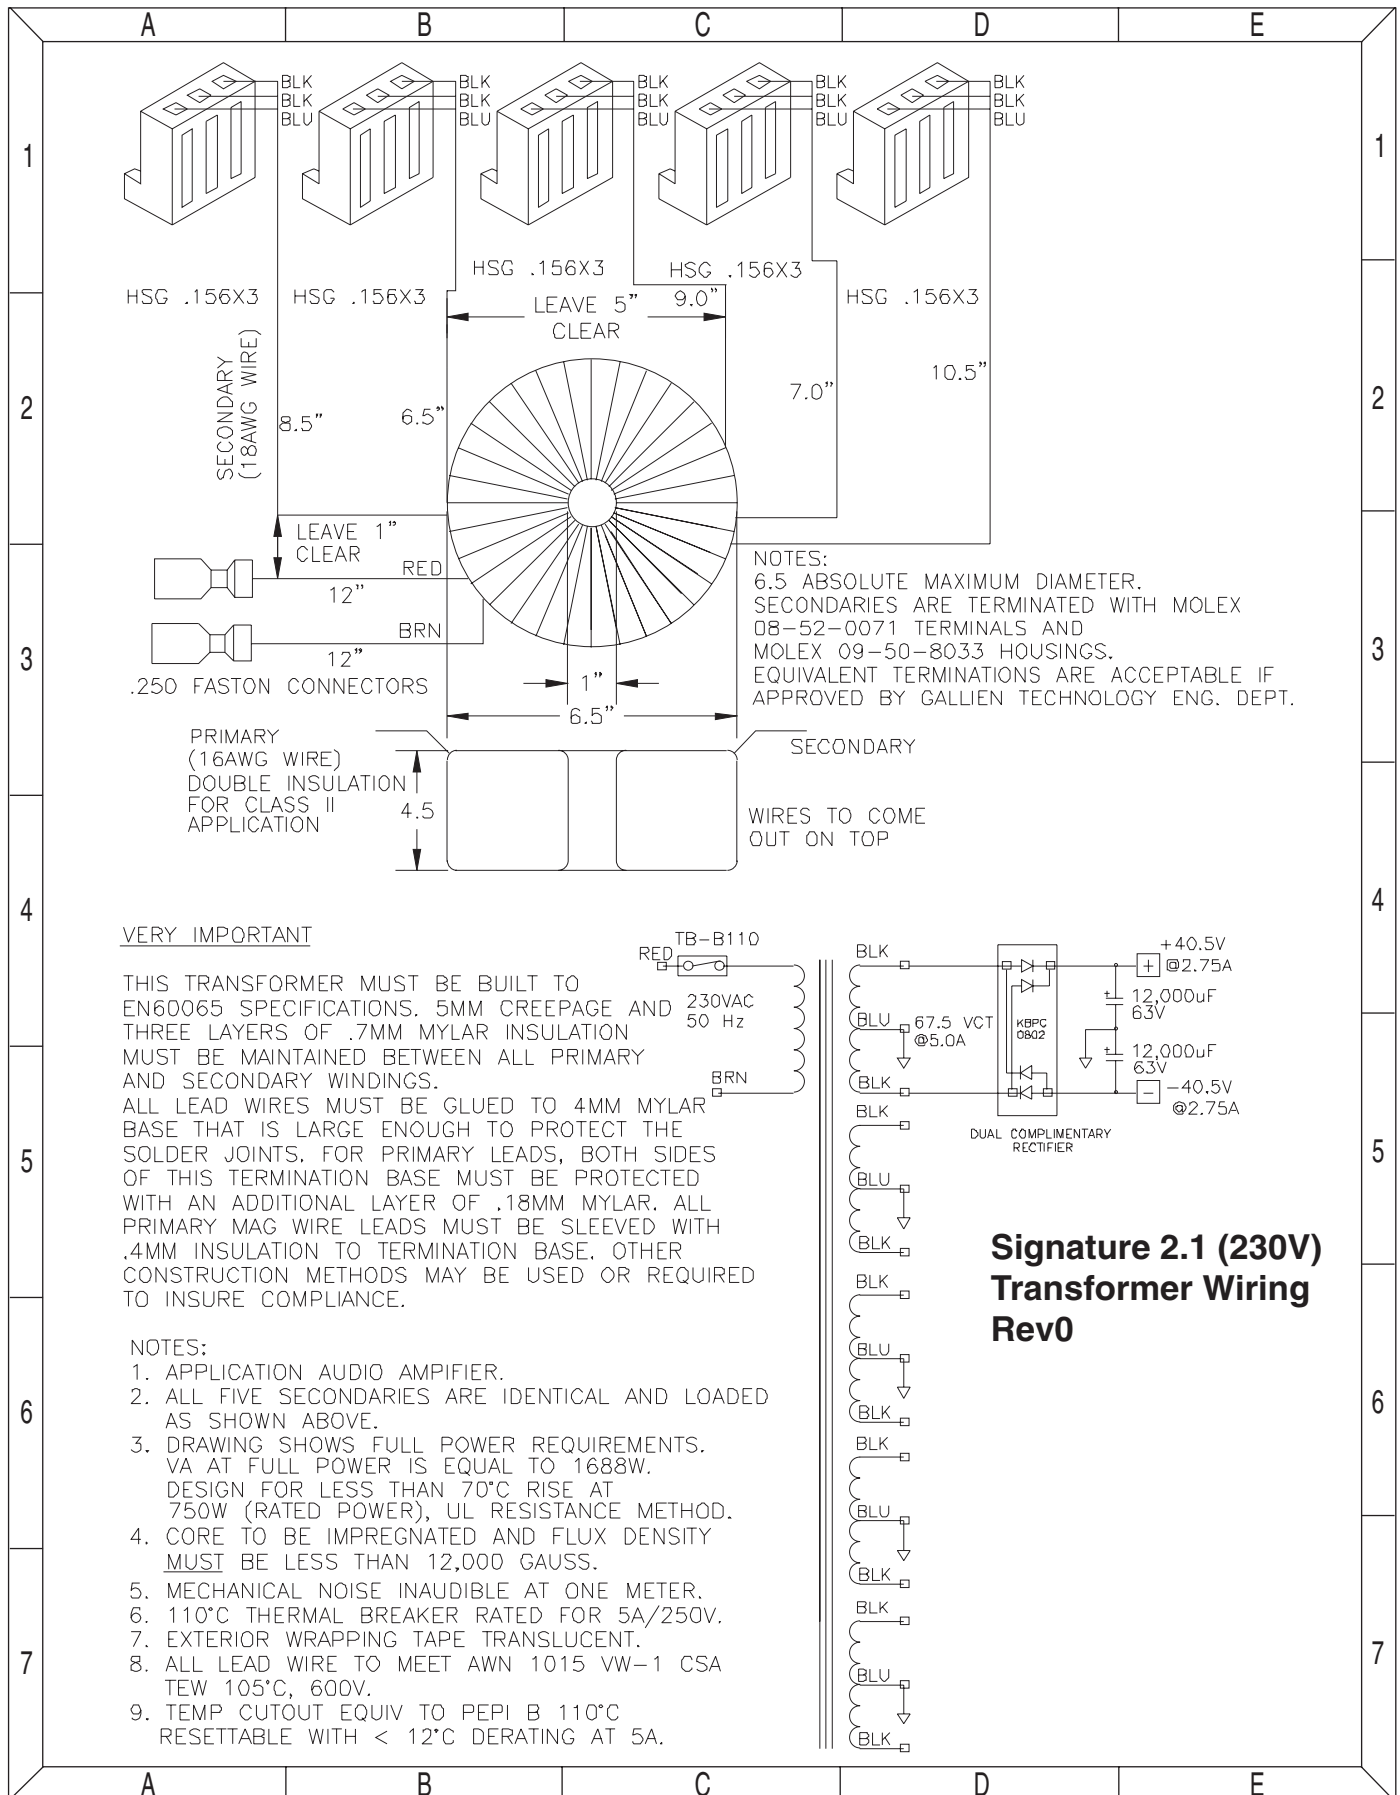 A B C D E
1 1
BLK BLK BLK BLK BLK
BLK BLK BLK BLK BLK
BLU BLU BLU BLU BLU
HSG .156X3 HSG .156X3
HSG .156X3 HSG .156X3 HSG .156X3
9.0"
LEAVE 5"
CLEAR
SECONDARY
(18AWG WIRE)
2 2
8.5" 6.5" 7.0" 10.5"
LEAVE 1"
CLEAR
RED
12"
BRN
12"
.250 FASTON CONNECTORS
3 3
NOTES:
6.5 ABSOLUTE MAXIMUM DIAMETER.
SECONDARIES ARE TERMINATED WITH MOLEX
08-52-0071 TERMINALS AND
MOLEX 09-50-8033 HOUSINGS.
EQUIVALENT TERMINATIONS ARE ACCEPTABLE IF
APPROVED BY GALLIEN TECHNOLOGY ENG. DEPT.
1"
6.5"
PRIMARY
(16AWG WIRE)
DOUBLE INSULATION
FOR CLASS II
APPLICATION
4.5
SECONDARY
WIRES TO COME
OUT ON TOP
4 4
VERY IMPORTANT
THIS TRANSFORMER MUST BE BUILT TO
EN60065 SPECIFICATIONS. 5MM CREEPAGE AND
THREE LAYERS OF .7MM MYLAR INSULATION
MUST BE MAINTAINED BETWEEN ALL PRIMARY
AND SECONDARY WINDINGS.
ALL LEAD WIRES MUST BE GLUED TO 4MM MYLAR
BASE THAT IS LARGE ENOUGH TO PROTECT THE
SOLDER JOINTS. FOR PRIMARY LEADS, BOTH SIDES
OF THIS TERMINATION BASE MUST BE PROTECTED
WITH AN ADDITIONAL LAYER OF .18MM MYLAR. ALL
PRIMARY MAG WIRE LEADS MUST BE SLEEVED WITH
.4MM INSULATION TO TERMINATION BASE. OTHER
CONSTRUCTION METHODS MAY BE USED OR REQUIRED
TO INSURE COMPLIANCE.
5 5
TB-B110
RED
230VAC
50 Hz
BRN
BLK
BLU
67.5 VCT
@5.0A
BLK
KBPC
0802
DUAL COMPLIMENTARY
RECTIFIER
+
+40.5V
@2.75A
+
12,000uF
63V
+
12,000uF
63V
-
-40.5V
@2.75A
BLK
BLU
BLK
BLK
BLU
BLK
BLK
BLU
BLK
BLK
BLU
BLK
Signature 2.1 (230V)
Transformer Wiring
Rev0
NOTES:
1. APPLICATION AUDIO AMPIFIER.
2. ALL FIVE SECONDARIES ARE IDENTICAL AND LOADED
AS SHOWN ABOVE.
3. DRAWING SHOWS FULL POWER REQUIREMENTS.
VA AT FULL POWER IS EQUAL TO 1688W.
DESIGN FOR LESS THAN 70°C RISE AT
750W (RATED POWER), UL RESISTANCE METHOD.
4. CORE TO BE IMPREGNATED AND FLUX DENSITY
MUST BE LESS THAN 12,000 GAUSS.
5. MECHANICAL NOISE INAUDIBLE AT ONE METER.
6. 110°C THERMAL BREAKER RATED FOR 5A/250V.
7. EXTERIOR WRAPPING TAPE TRANSLUCENT.
8. ALL LEAD WIRE TO MEET AWN 1015 VW-1 CSA
TEW 105°C, 600V.
9. TEMP CUTOUT EQUIV TO PEPI B 110°C
RESETTABLE WITH < 12°C DERATING AT 5A.
6 6
7 7
A B C D E